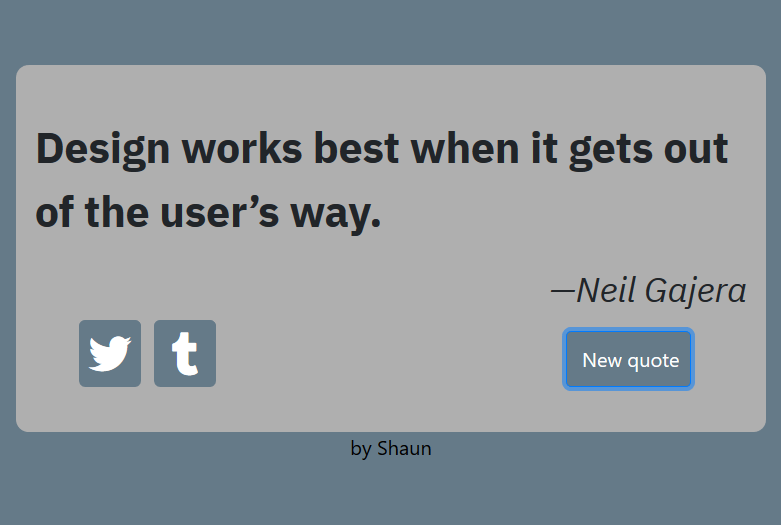 Design works best when it gets out
of the user’s way.
—Neil Gajera
New quote
by Shaun